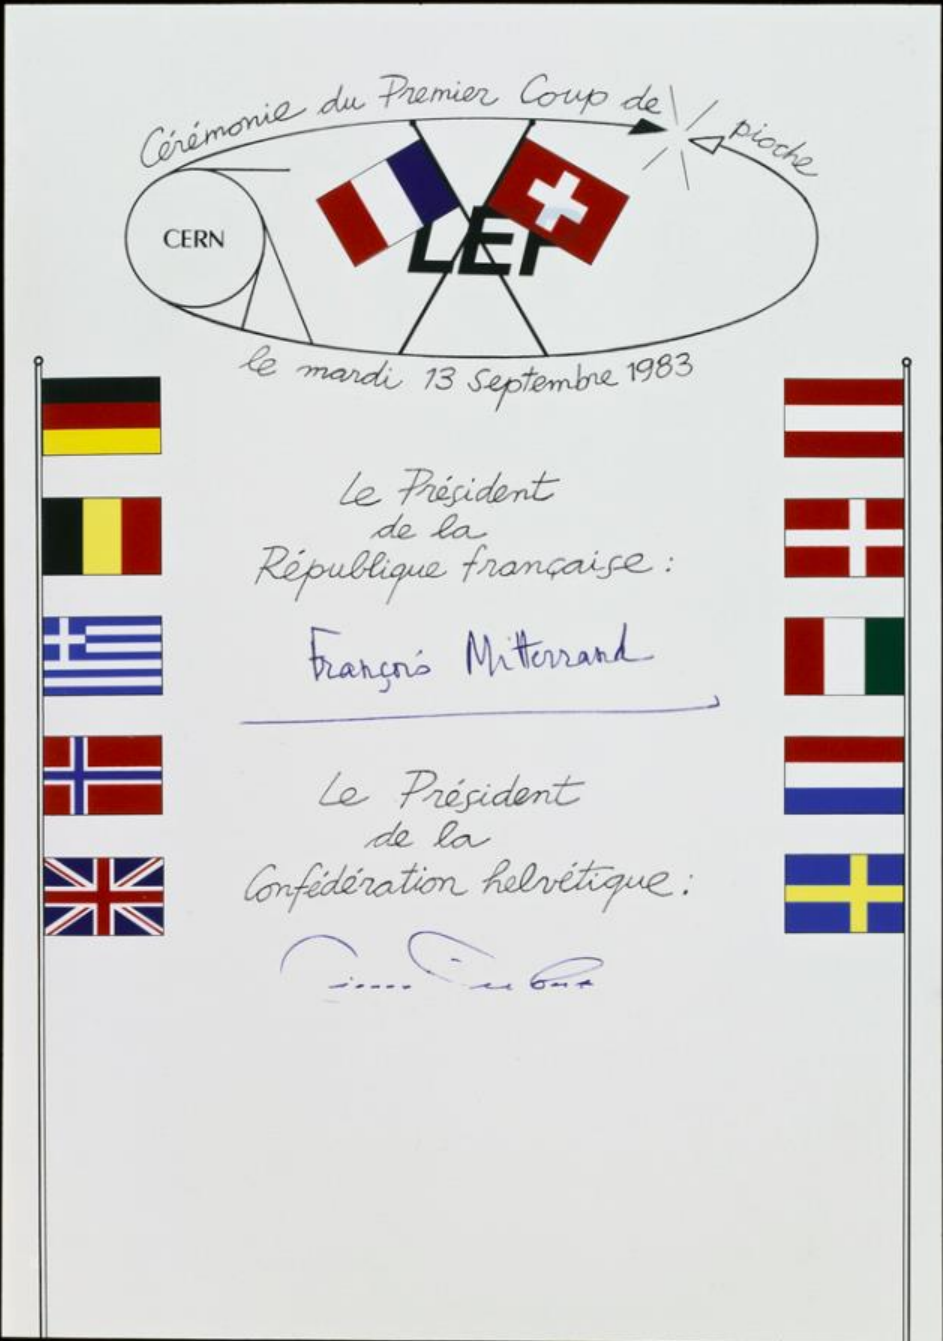 Cérémonie du Premier Coup de pioche
CERN
LEP
le mardi 13 septembre 1983
Le Président
de la
République française :
François Mitterrand
Le Président
de la
Confédération helvétique :